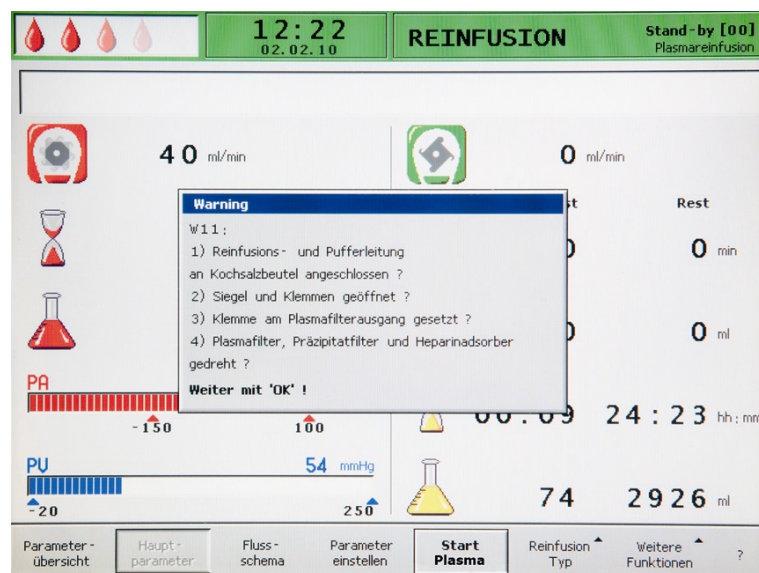 12:22
02.02.10
REINFUSION
Stand-by [00]
Plasmareinfusion
40 ml/min
0 ml/min
Warning
W11:
1) Reinfusions- und Pufferleitung
an Kochsalzbeutel angeschlossen ?
2) Siegel und Klemmen geöffnet ?
3) Klemme am Plasmafilterausgang gesetzt ?
4) Plasmafilter, Präzipitatfilter und Heparinadsorber
gedreht ?
Weiter mit 'OK' !
Rest
0 min
0 ml
24:23 hh:mm
74 2926 ml
PA
-150 100
PV 54 mmHg
-20 250
Parameter-
übersicht
Haupt-
parameter
Fluss-
schema
Parameter
einstellen
Start
Plasma
Reinfusion
Typ
Weitere
Funktionen
?